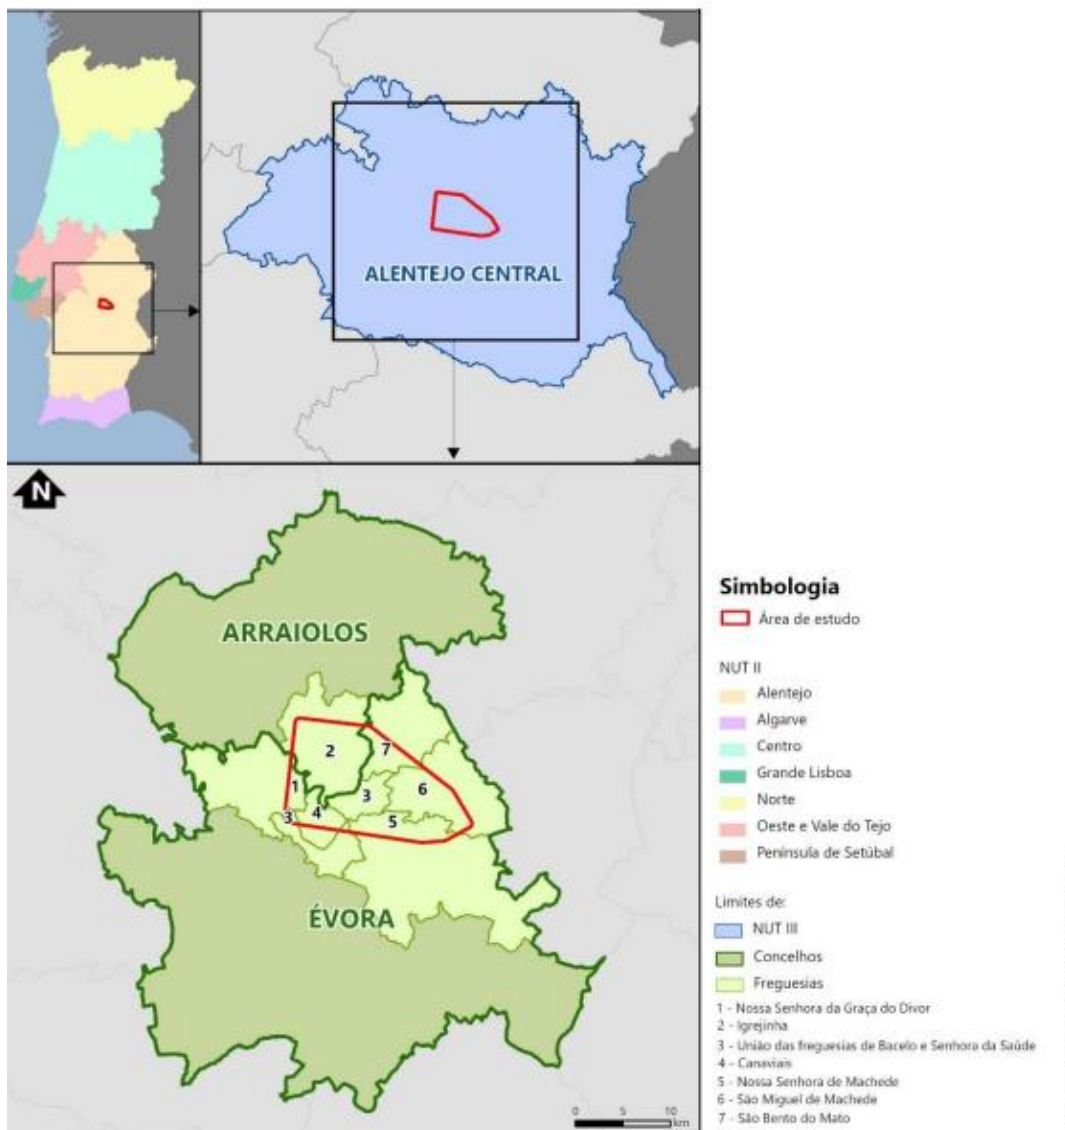 ALENTEJO CENTRAL
N
ARRAIOLOS
2
7
1
6
3
4
3
5
ÉVORA
0 5 10
km
Simbologia
Área de estudo
NUT II
Alentejo
Algarve
Centro
Grande Lisboa
Norte
Oeste e Vale do Tejo
Península de Setúbal
Limites de:
NUT III
Concelhos
Freguesias
1 - Nossa Senhora da Graça do Divor
2 - Igrejinha
3 - União das freguesias de Bacelo e Senhora da Saúde
4 - Canaviais
5 - Nossa Senhora de Machede
6 - São Miguel de Machede
7 - São Bento do Mato